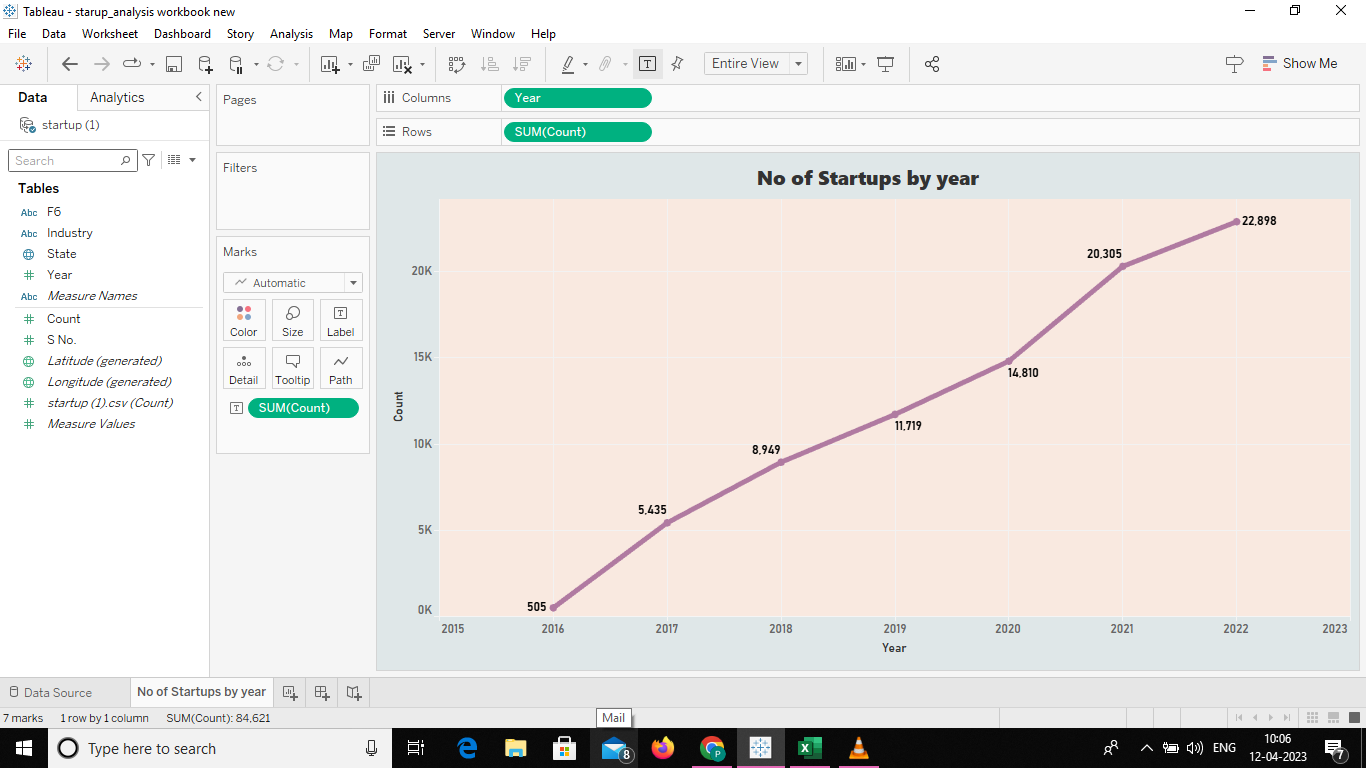 Tableau - starup_analysis workbook new
File Data Worksheet Dashboard Story Analysis Map Format Server Window Help
Entire View
Show Me
Data Analytics
startup (1)
Search
Tables
Abc F6
Abc Industry
State
Year
Abc Measure Names
Count
S No.
Latitude (generated)
Longitude (generated)
startup (1).csv (Count)
Measure Values
Pages
Filters
Marks
Automatic
Color Size Label
Detail Tooltip Path
SUM(Count)
Columns Year
Rows SUM(Count)
No of Startups by year
22,898
20,305
20K
15K
14,810
11,719
10K
8,949
5,435
5K
505
0K
Count
2015 2016 2017 2018 2019 2020 2021 2022 2023
Year
Data Source No of Startups by year
7 marks 1 row by 1 column SUM(Count): 84,621
Mail
Type here to search
8
P
ENG
10:06
12-04-2023
7